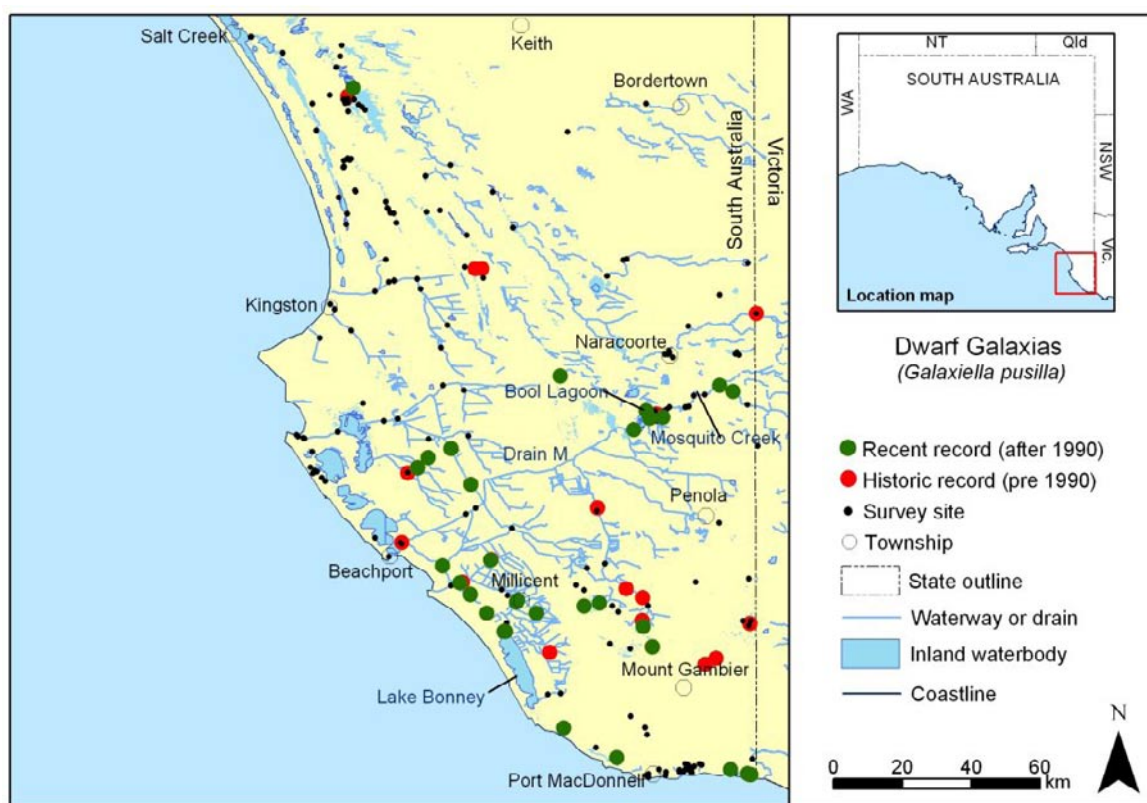 Salt Creek
Keith
Bordertown
South Australia
Victoria
Kingston
Naracoorte
Bool Lagoon
Mosquito Creek
Drain M
Penola
Beachport
Millicent
Mount Gambier
Lake Bonney
Port MacDonnell
NT
Qld
SOUTH AUSTRALIA
WA
NSW
Vic.
Location map
Dwarf Galaxias
(Galaxiella pusilla)
Recent record (after 1990)
Historic record (pre 1990)
Survey site
Township
State outline
Waterway or drain
Inland waterbody
Coastline
N
0 20 40 60
km